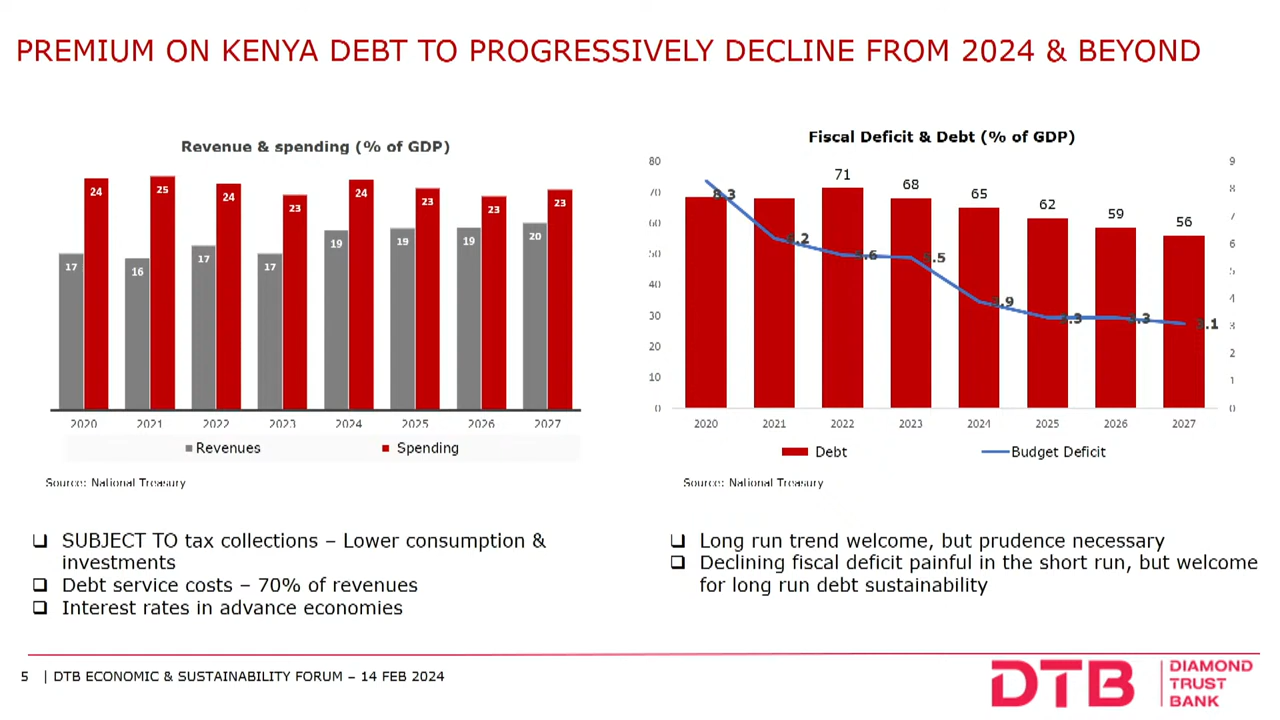 PREMIUM ON KENYA DEBT TO PROGRESSIVELY DECLINE FROM 2024 & BEYOND
Revenue & spending (% of GDP)
24 25 24 23 24 23 23 23
17 16 17 17 19 19 19 20
2020 2021 2022 2023 2024 2025 2026 2027
Revenues Spending
Source: National Treasury
Fiscal Deficit & Debt (% of GDP)
80 9
70 8
60 7
50 6
40 5
30 4
20 3
10 2
0 1
0
71 68 65 62 59 56
8.3 3.1
2020 2021 2022 2023 2024 2025 2026 2027
Debt Budget Deficit
Source: National Treasury
❑ SUBJECT TO tax collections – Lower consumption &
investments
❑ Debt service costs – 70% of revenues
❑ Interest rates in advance economies
❑ Long run trend welcome, but prudence necessary
❑ Declining fiscal deficit painful in the short run, but welcome
for long run debt sustainability
5 | DTB ECONOMIC & SUSTAINABILITY FORUM – 14 FEB 2024
DTB
DIAMOND
TRUST
BANK